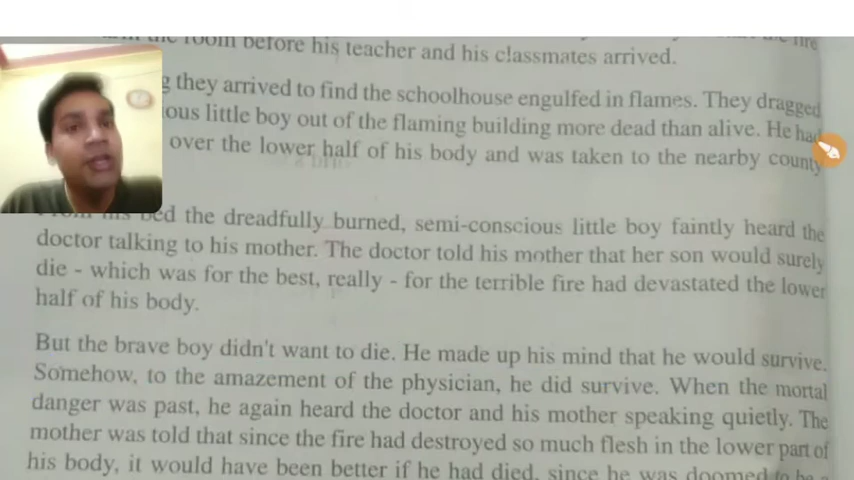 the room before his teacher and his classmates arrived.
they arrived to find the schoolhouse engulfed in flames. They dragged
little boy out of the flaming building more dead than alive. He had
over the lower half of his body and was taken to the nearby county
his bed the dreadfully burned, semi-conscious little boy faintly heard the
doctor talking to his mother. The doctor told his mother that her son would surely
die - which was for the best, really - for the terrible fire had devastated the lower
half of his body.
But the brave boy didn't want to die. He made up his mind that he would survive.
Somehow, to the amazement of the physician, he did survive. When the mortal
danger was past, he again heard the doctor and his mother speaking quietly. The
mother was told that since the fire had destroyed so much flesh in the lower part of
his body, it would have been better if he had died, since he was doomed to be a